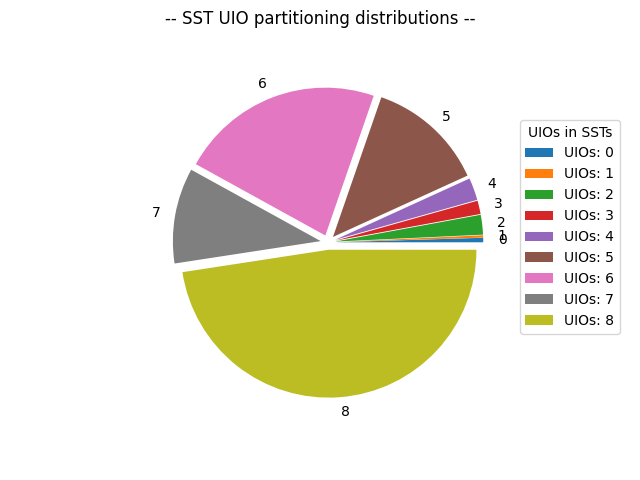 -- SST UIO partitioning distributions --
6
5
7
4
3
2
1
0
8
UIOs in SSTs
UIOs: 0
UIOs: 1
UIOs: 2
UIOs: 3
UIOs: 4
UIOs: 5
UIOs: 6
UIOs: 7
UIOs: 8